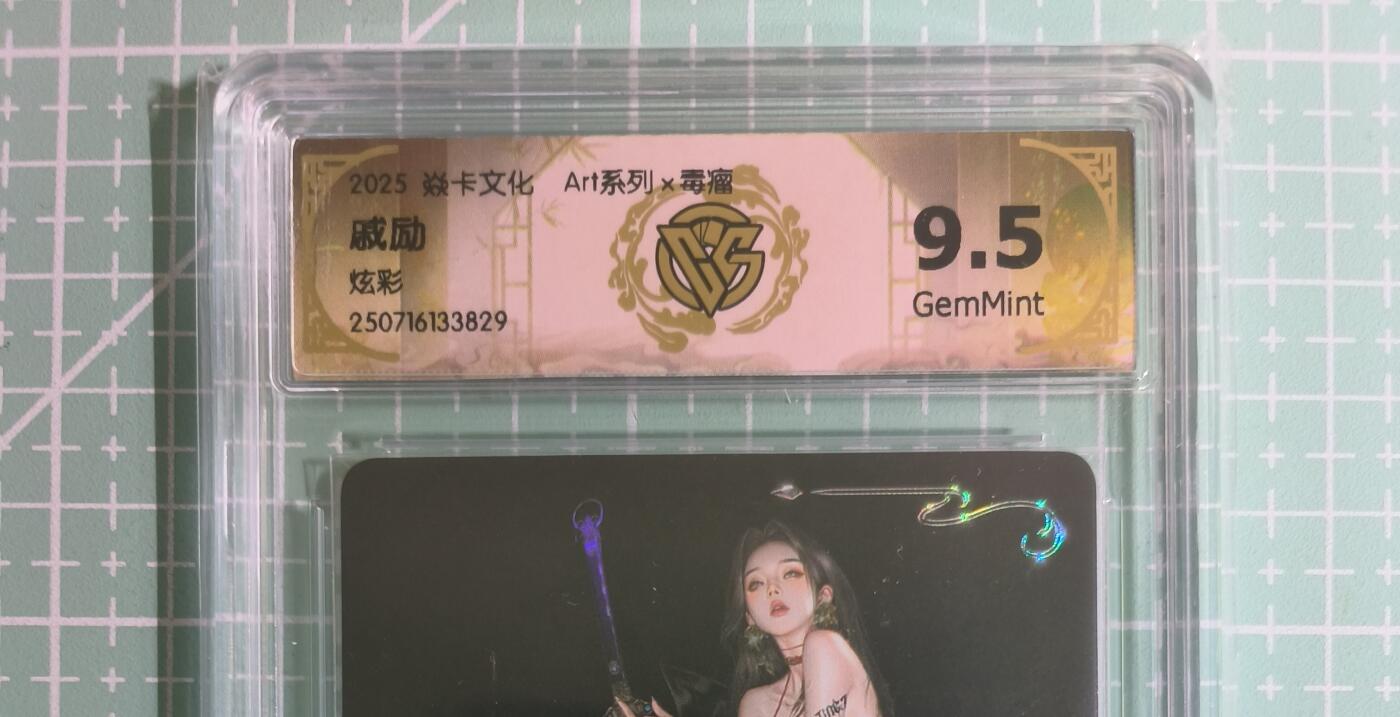 2025 焱卡文化 Art系列×毒瘤
戚励
炫彩
250716133829
9.5
GemMint